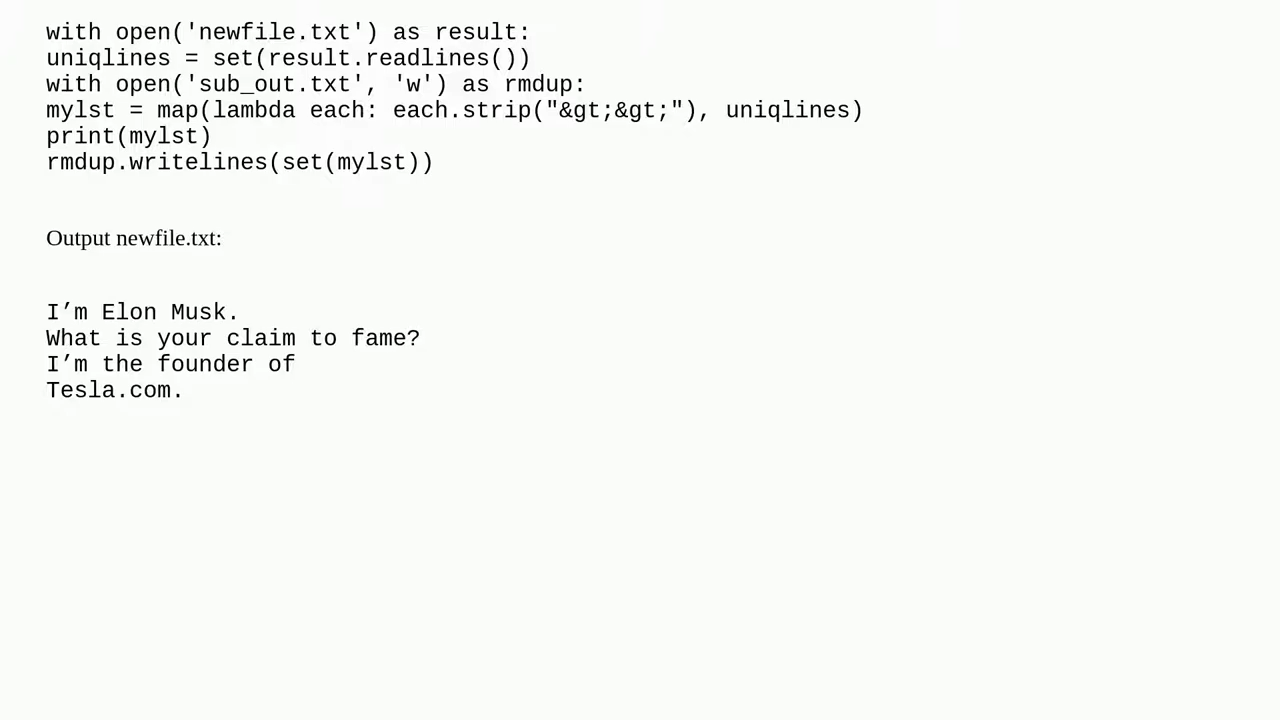 with open('newfile.txt') as result:
uniqlines = set(result.readlines())
with open('sub_out.txt', 'w') as rmdup:
mylst = map(lambda each: each.strip("&gt;&gt;"), uniqlines)
print(mylst)
rmdup.writelines(set(mylst))
Output newfile.txt:
I’m Elon Musk.
What is your claim to fame?
I’m the founder of
Tesla.com.